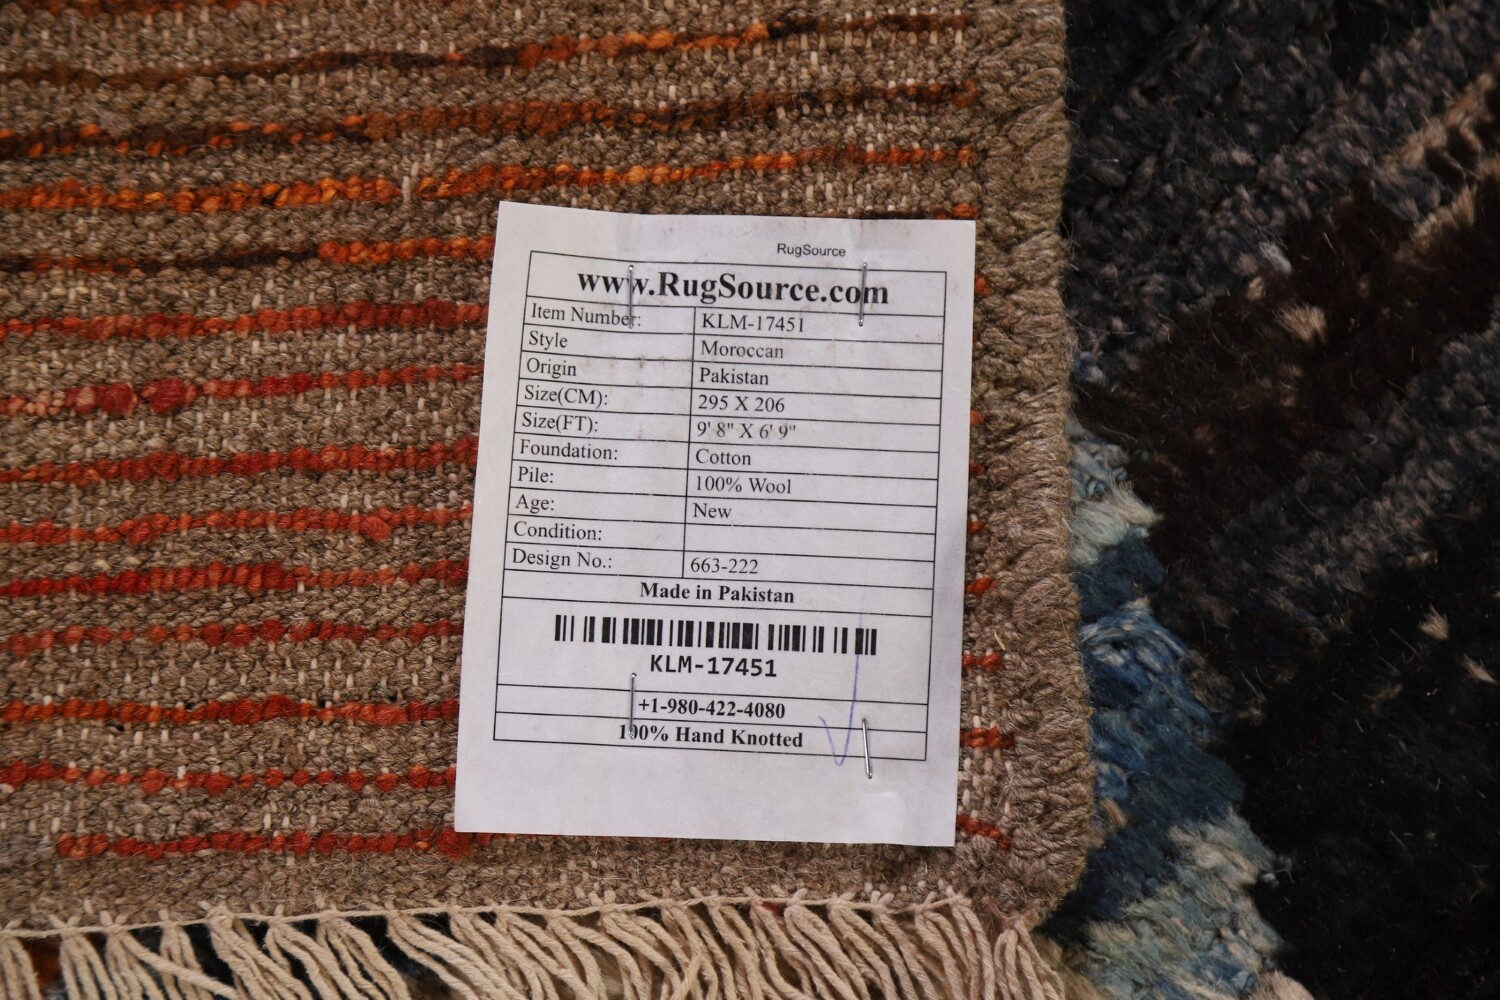 RugSource
www.RugSource.com
Item Number: KLM-17451
Style Moroccan
Origin Pakistan
Size(CM): 295 X 206
Size(FT): 9' 8" X 6' 9"
Foundation: Cotton
Pile: 100% Wool
Age: New
Condition:
Design No.: 663-222
Made in Pakistan
KLM-17451
+1-980-422-4080
100% Hand Knotted